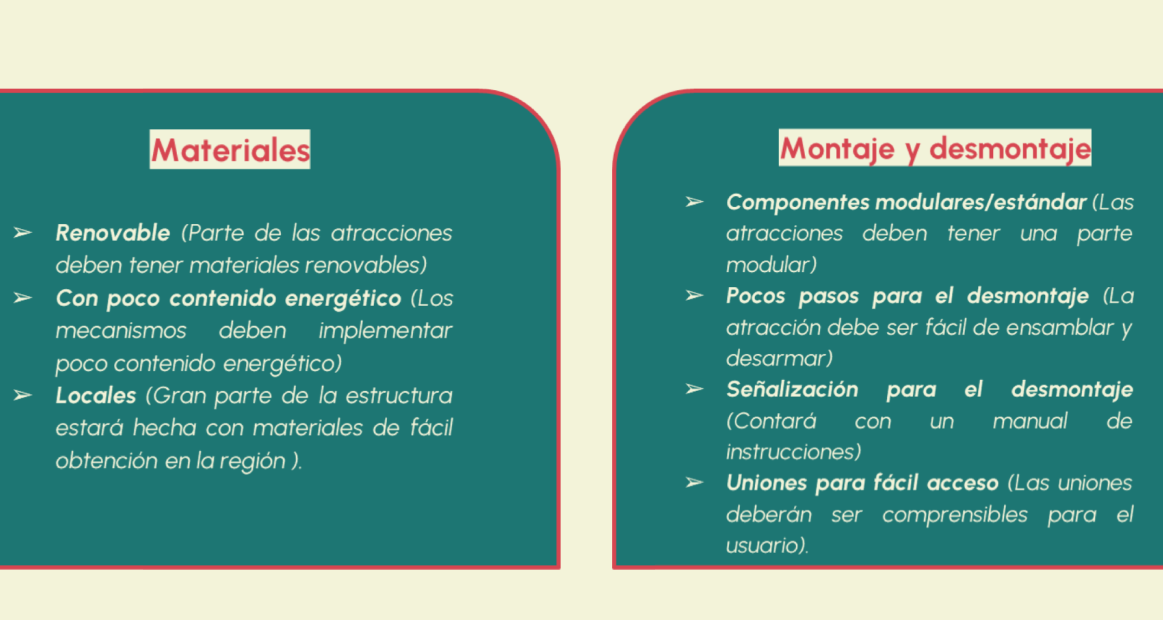 Materiales
➢ Renovable (Parte de las atracciones
deben tener materiales renovables)
➢ Con poco contenido energético (Los
mecanismos deben implementar
poco contenido energético)
➢ Locales (Gran parte de la estructura
estará hecha con materiales de fácil
obtención en la región ).
Montaje y desmontaje
➢ Componentes modulares/estándar (Las
atracciones deben tener una parte
modular)
➢ Pocos pasos para el desmontaje (La
atracción debe ser fácil de ensamblar y
desarmar)
➢ Señalización para el desmontaje
(Contará con un manual de
instrucciones)
➢ Uniones para fácil acceso (Las uniones
deberán ser comprensibles para el
usuario).